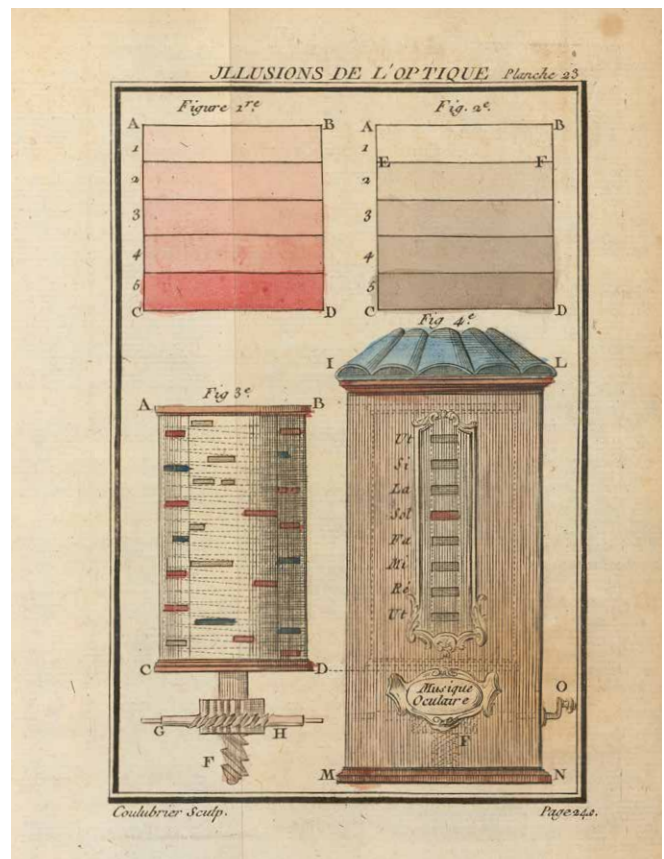 JLLUSIONS DE L'OPTIQUE Planche 23
Figure 1re. Fig. 2e.
A B A B
1 1
E F
2 2
3 3
4 4
5 5
C D C D
Fig 4e.
I L
Fig 3e.
A B
Ut
Si
La
Sol
Fa
Mi
Ré
Ut
C D
Musique
Oculaire
O
G H
F F
M N
Coulubrier Sculp. Page 240.